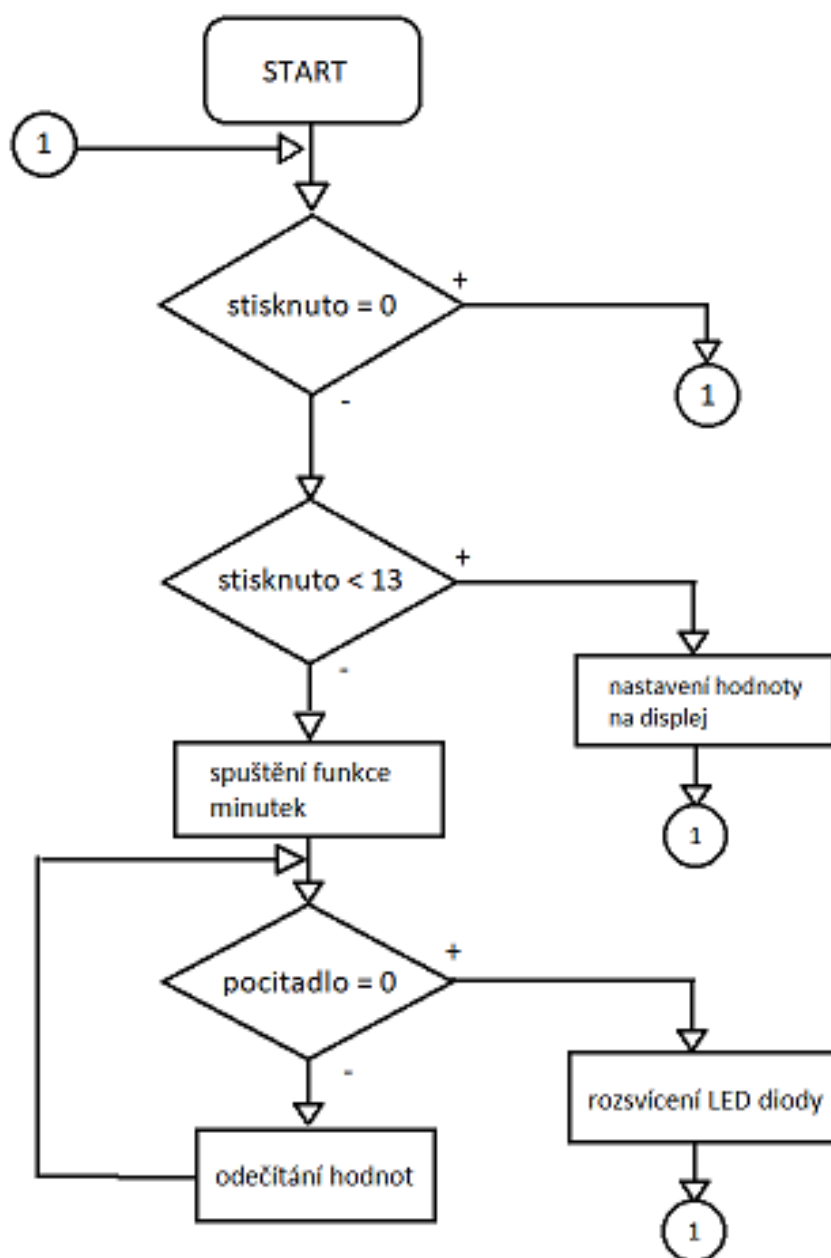 START
1
+
stisknuto = 0
1
-
+
stisknuto < 13
-
nastavení hodnoty
na displej
spuštění funkce
minutek
1
+
pocitadlo = 0
-
rozsvícení LED diody
odečítání hodnot
1